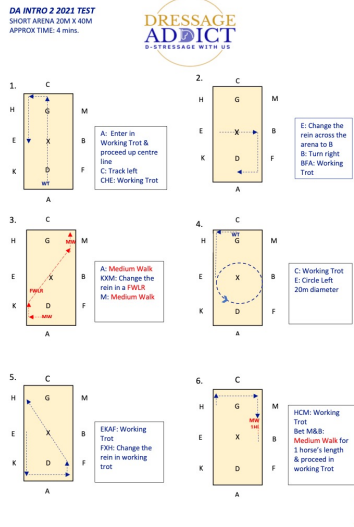 DA INTRO 2 2021 TEST
SHORT ARENA 20M X 40M
APPROX TIME: 4 mins.
DRESSAGE
ADDICT
D-STRESSAGE WITH US
1.
C
H G M
E X B
K D F
WT
A
A: Enter in
Working Trot &
proceed up centre
line
C: Track left
CHE: Working Trot
2.
C
H G M
E X B
K D F
A
E: Change the
rein across the
arena to B
B: Turn right
BFA: Working
Trot
3.
C
H G M
MW
E X B
FWLR
K D F
MW
A
A: Medium Walk
KXM: Change the
rein in a FWLR
M: Medium Walk
4.
C
WT
H G M
E X B
K D F
A
C: Working Trot
E: Circle Left
20m diameter
5.
C
H G M
E X B
K D F
A
EKAF: Working
Trot
FXH: Change the
rein in working
trot
6.
C
H G M
MW
1HL
E X B
K D F
A
HCM: Working
Trot
Bet M&B:
Medium Walk for
1 horse's length
& proceed in
working Trot